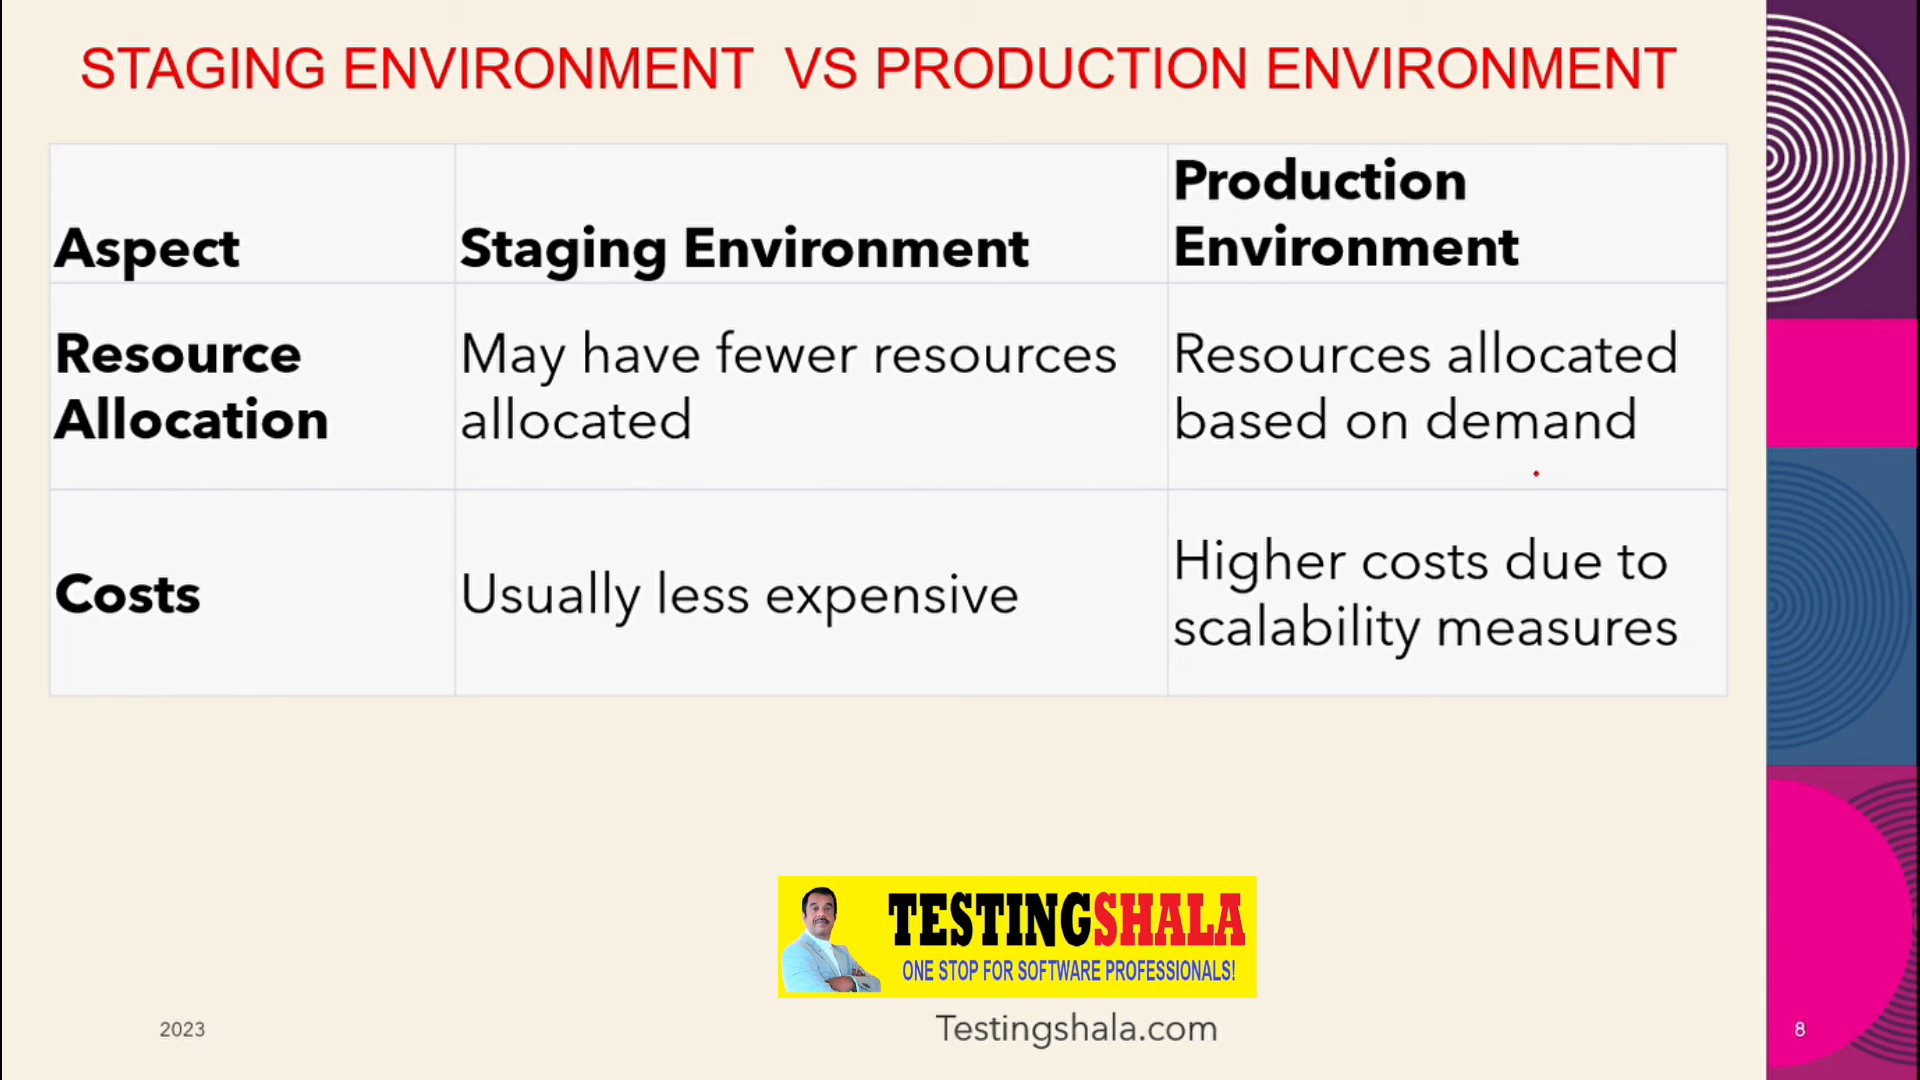 STAGING ENVIRONMENT VS PRODUCTION ENVIRONMENT
Aspect
Staging Environment
Production
Environment
Resource
Allocation
May have fewer resources
allocated
Resources allocated
based on demand
Costs
Usually less expensive
Higher costs due to
scalability measures
TESTINGSHALA
ONE STOP FOR SOFTWARE PROFESSIONALS!
2023
Testingshala.com
8